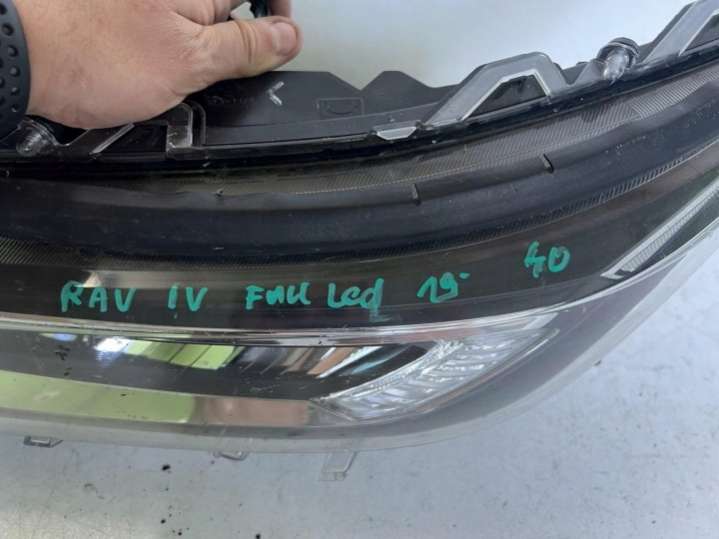 RAV IV Full Led 19- 40